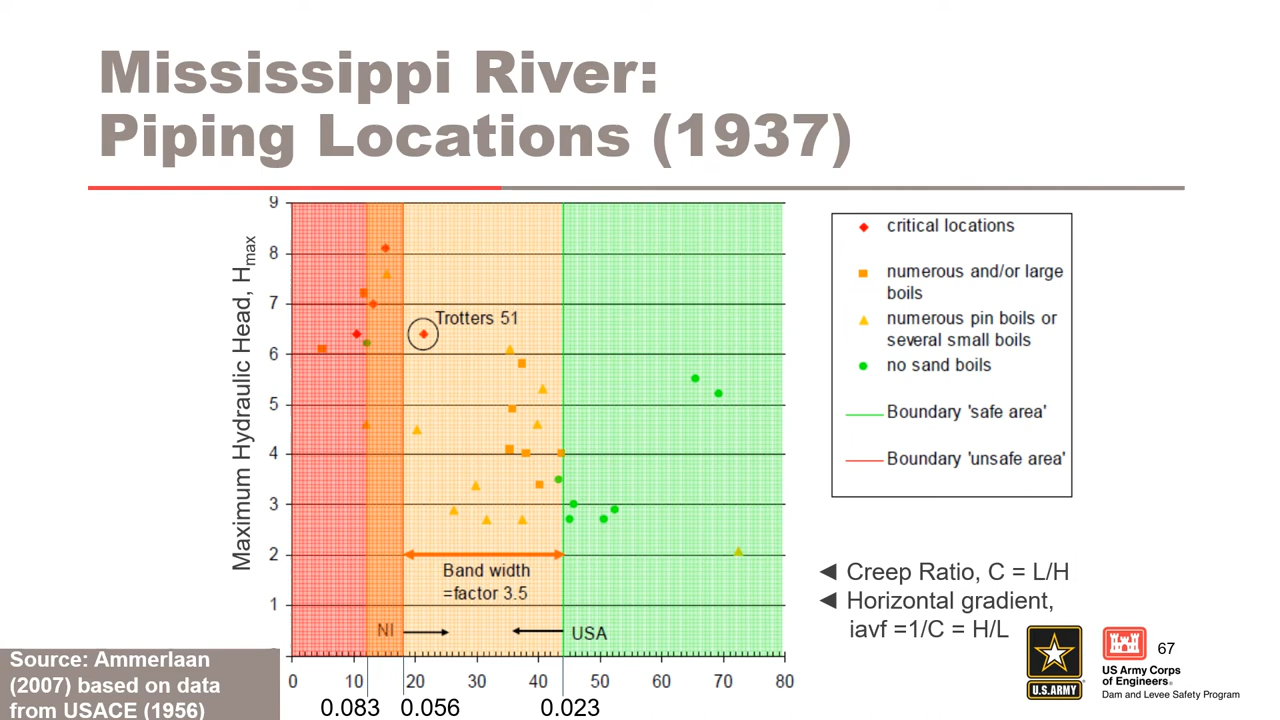 Mississippi River:
Piping Locations (1937)
Maximum Hydraulic Head, Hmax
9
8
7
6
5
4
3
2
1
Trotters 51
Band width
=factor 3.5
NI
USA
0 10 20 30 40 50 60 70 80
0.083 0.056 0.023
critical locations
numerous and/or large
boils
numerous pin boils or
several small boils
no sand boils
Boundary 'safe area'
Boundary 'unsafe area'
◄ Creep Ratio, C = L/H
◄ Horizontal gradient,
iavf =1/C = H/L
Source: Ammerlaan
(2007) based on data
from USACE (1956)
U.S.ARMY
US Army Corps
of Engineers®
Dam and Levee Safety Program
67